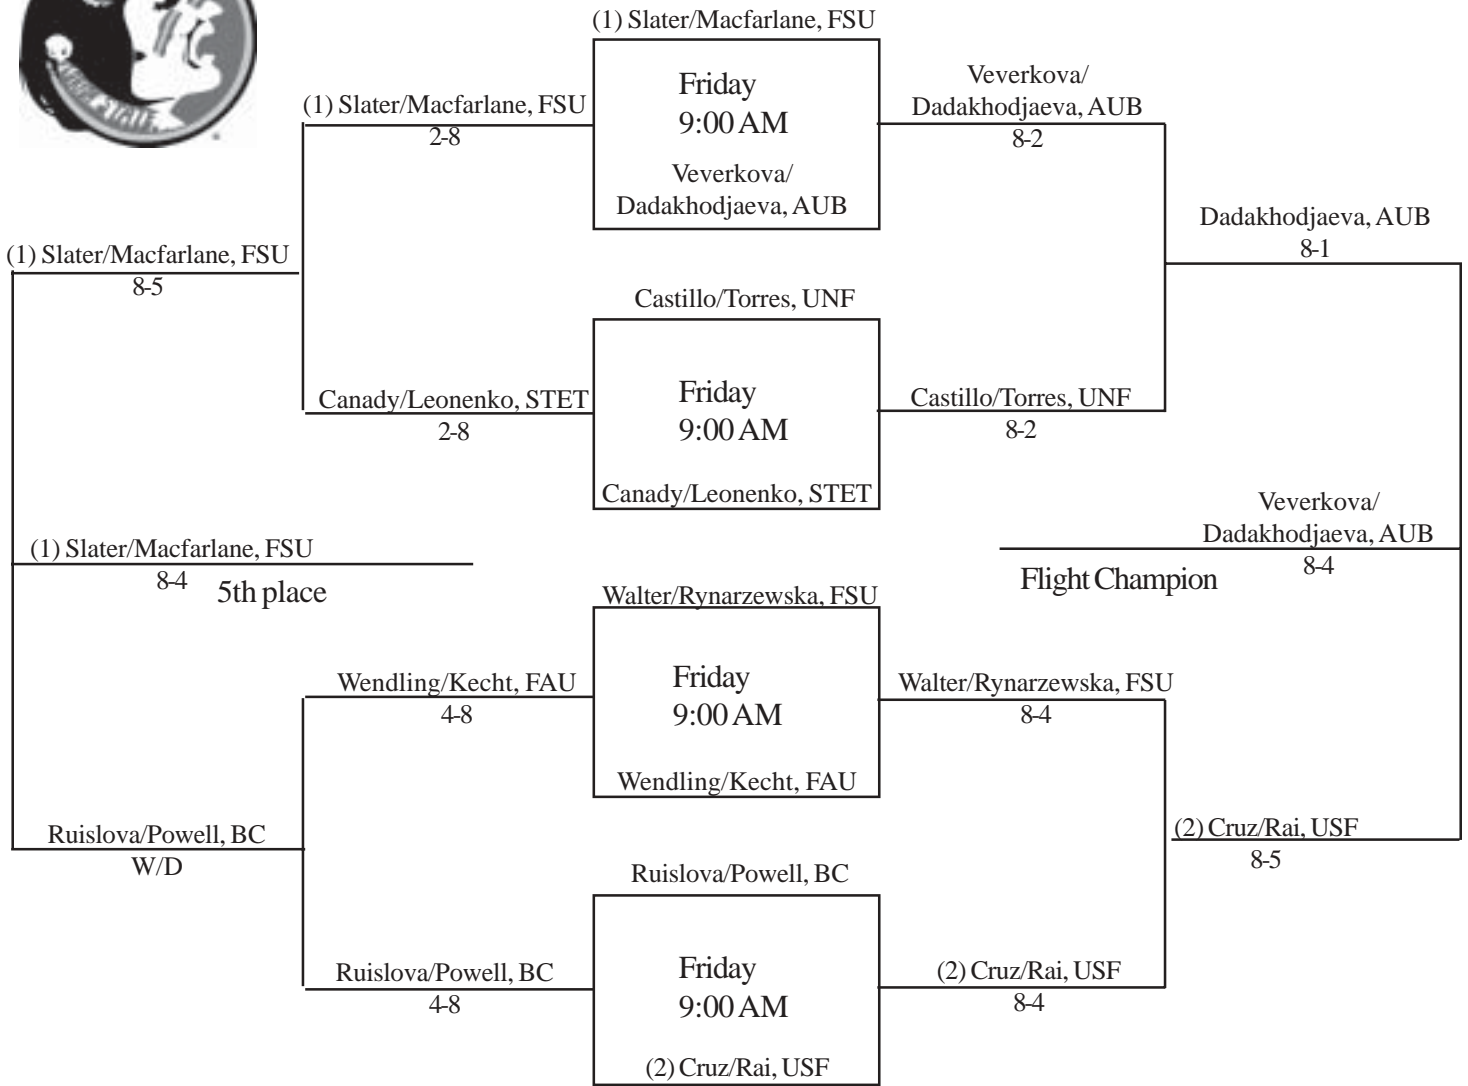 (1) Slater/Macfarlane, FSU
Friday
9:00 AM
Veverkova/
Dadakhodjaeva, AUB
(1) Slater/Macfarlane, FSU
2-8
Veverkova/
Dadakhodjaeva, AUB
8-2
Dadakhodjaeva, AUB
8-1
(1) Slater/Macfarlane, FSU
8-5
Castillo/Torres, UNF
Friday
9:00 AM
Canady/Leonenko, STET
Canady/Leonenko, STET
2-8
Castillo/Torres, UNF
8-2
Veverkova/
Dadakhodjaeva, AUB
8-4
Flight Champion
(1) Slater/Macfarlane, FSU
8-4 5th place
Walter/Rynarzewska, FSU
Friday
9:00 AM
Wendling/Kecht, FAU
Wendling/Kecht, FAU
4-8
Walter/Rynarzewska, FSU
8-4
Ruislova/Powell, BC
W/D
(2) Cruz/Rai, USF
8-5
Ruislova/Powell, BC
Friday
9:00 AM
(2) Cruz/Rai, USF
Ruislova/Powell, BC
4-8
(2) Cruz/Rai, USF
8-4